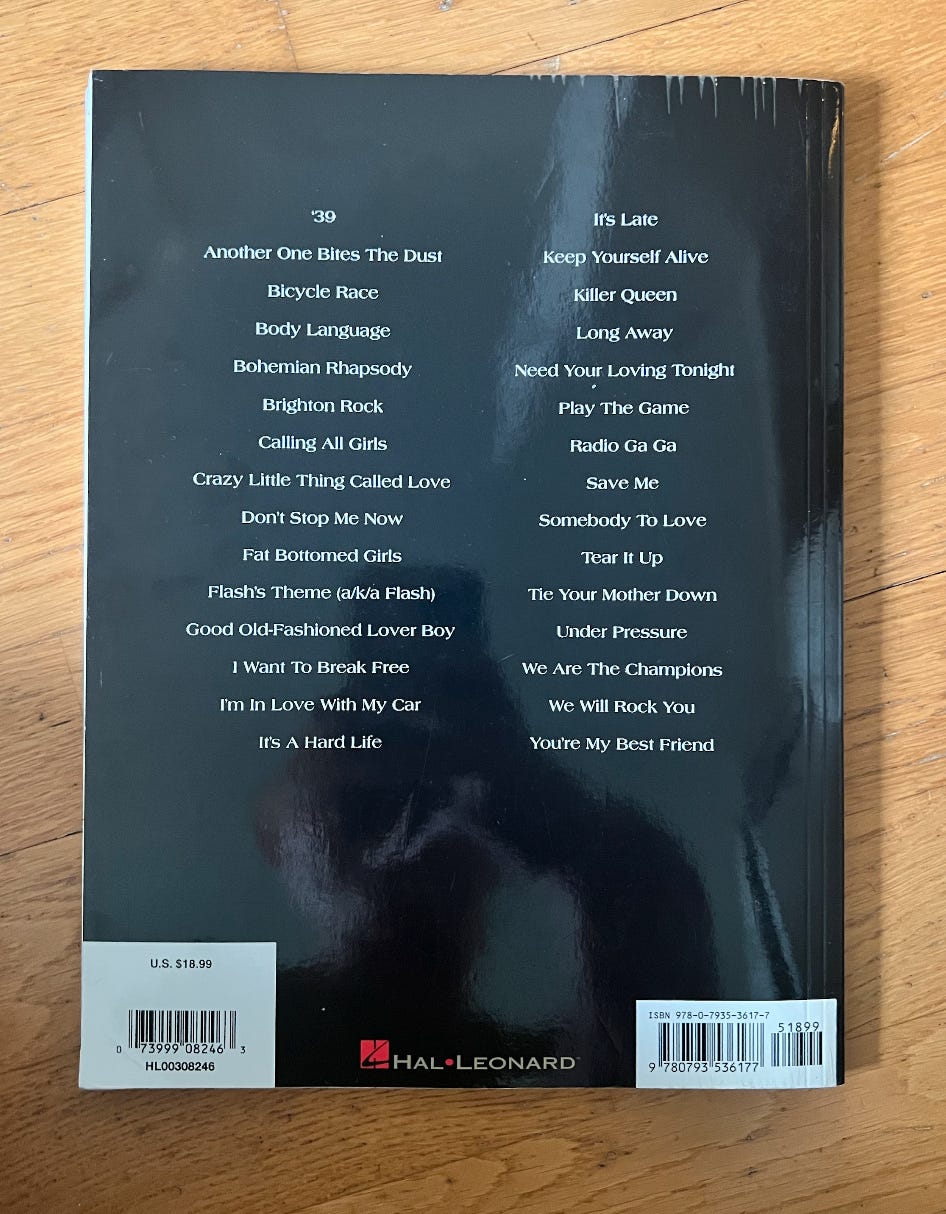 '39
Another One Bites The Dust
Bicycle Race
Body Language
Bohemian Rhapsody
Brighton Rock
Calling All Girls
Crazy Little Thing Called Love
Don't Stop Me Now
Fat Bottomed Girls
Flash's Theme (a/k/a Flash)
Good Old-Fashioned Lover Boy
I Want To Break Free
I'm In Love With My Car
It's A Hard Life
It's Late
Keep Yourself Alive
Killer Queen
Long Away
Need Your Loving Tonight
Play The Game
Radio Ga Ga
Save Me
Somebody To Love
Tear It Up
Tie Your Mother Down
Under Pressure
We Are The Champions
We Will Rock You
You're My Best Friend
U.S. $18.99
0 73999 08246 3
HL00308246
HAL•LEONARD™
ISBN 978-0-7935-3617-7
51899
9 780793 536177